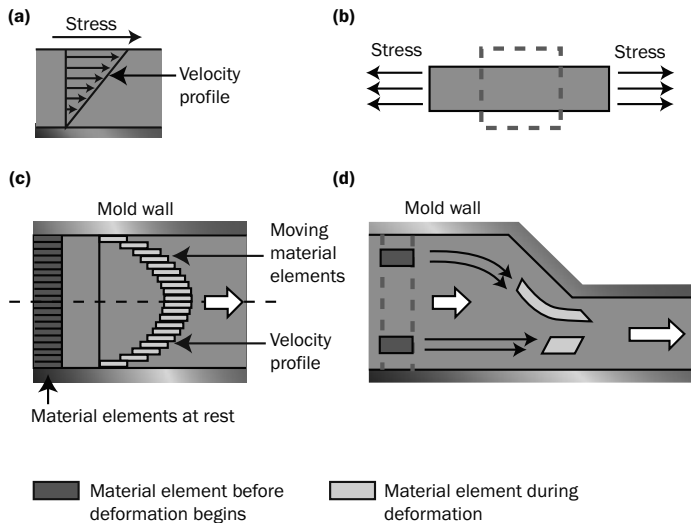 (a)
Stress
Velocity
profile
(b)
Stress
Stress
(c)
Mold wall
Moving
material
elements
Velocity
profile
Material elements at rest
(d)
Mold wall
Material element before
deformation begins
Material element during
deformation